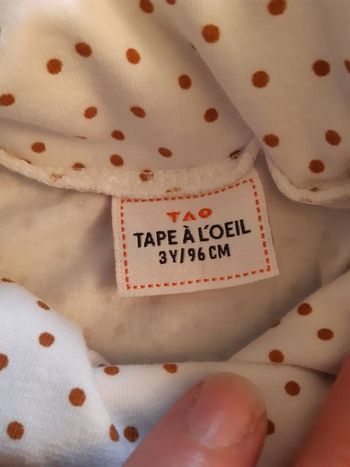 TAO
TAPE À L'OEIL
3Y/96 CM